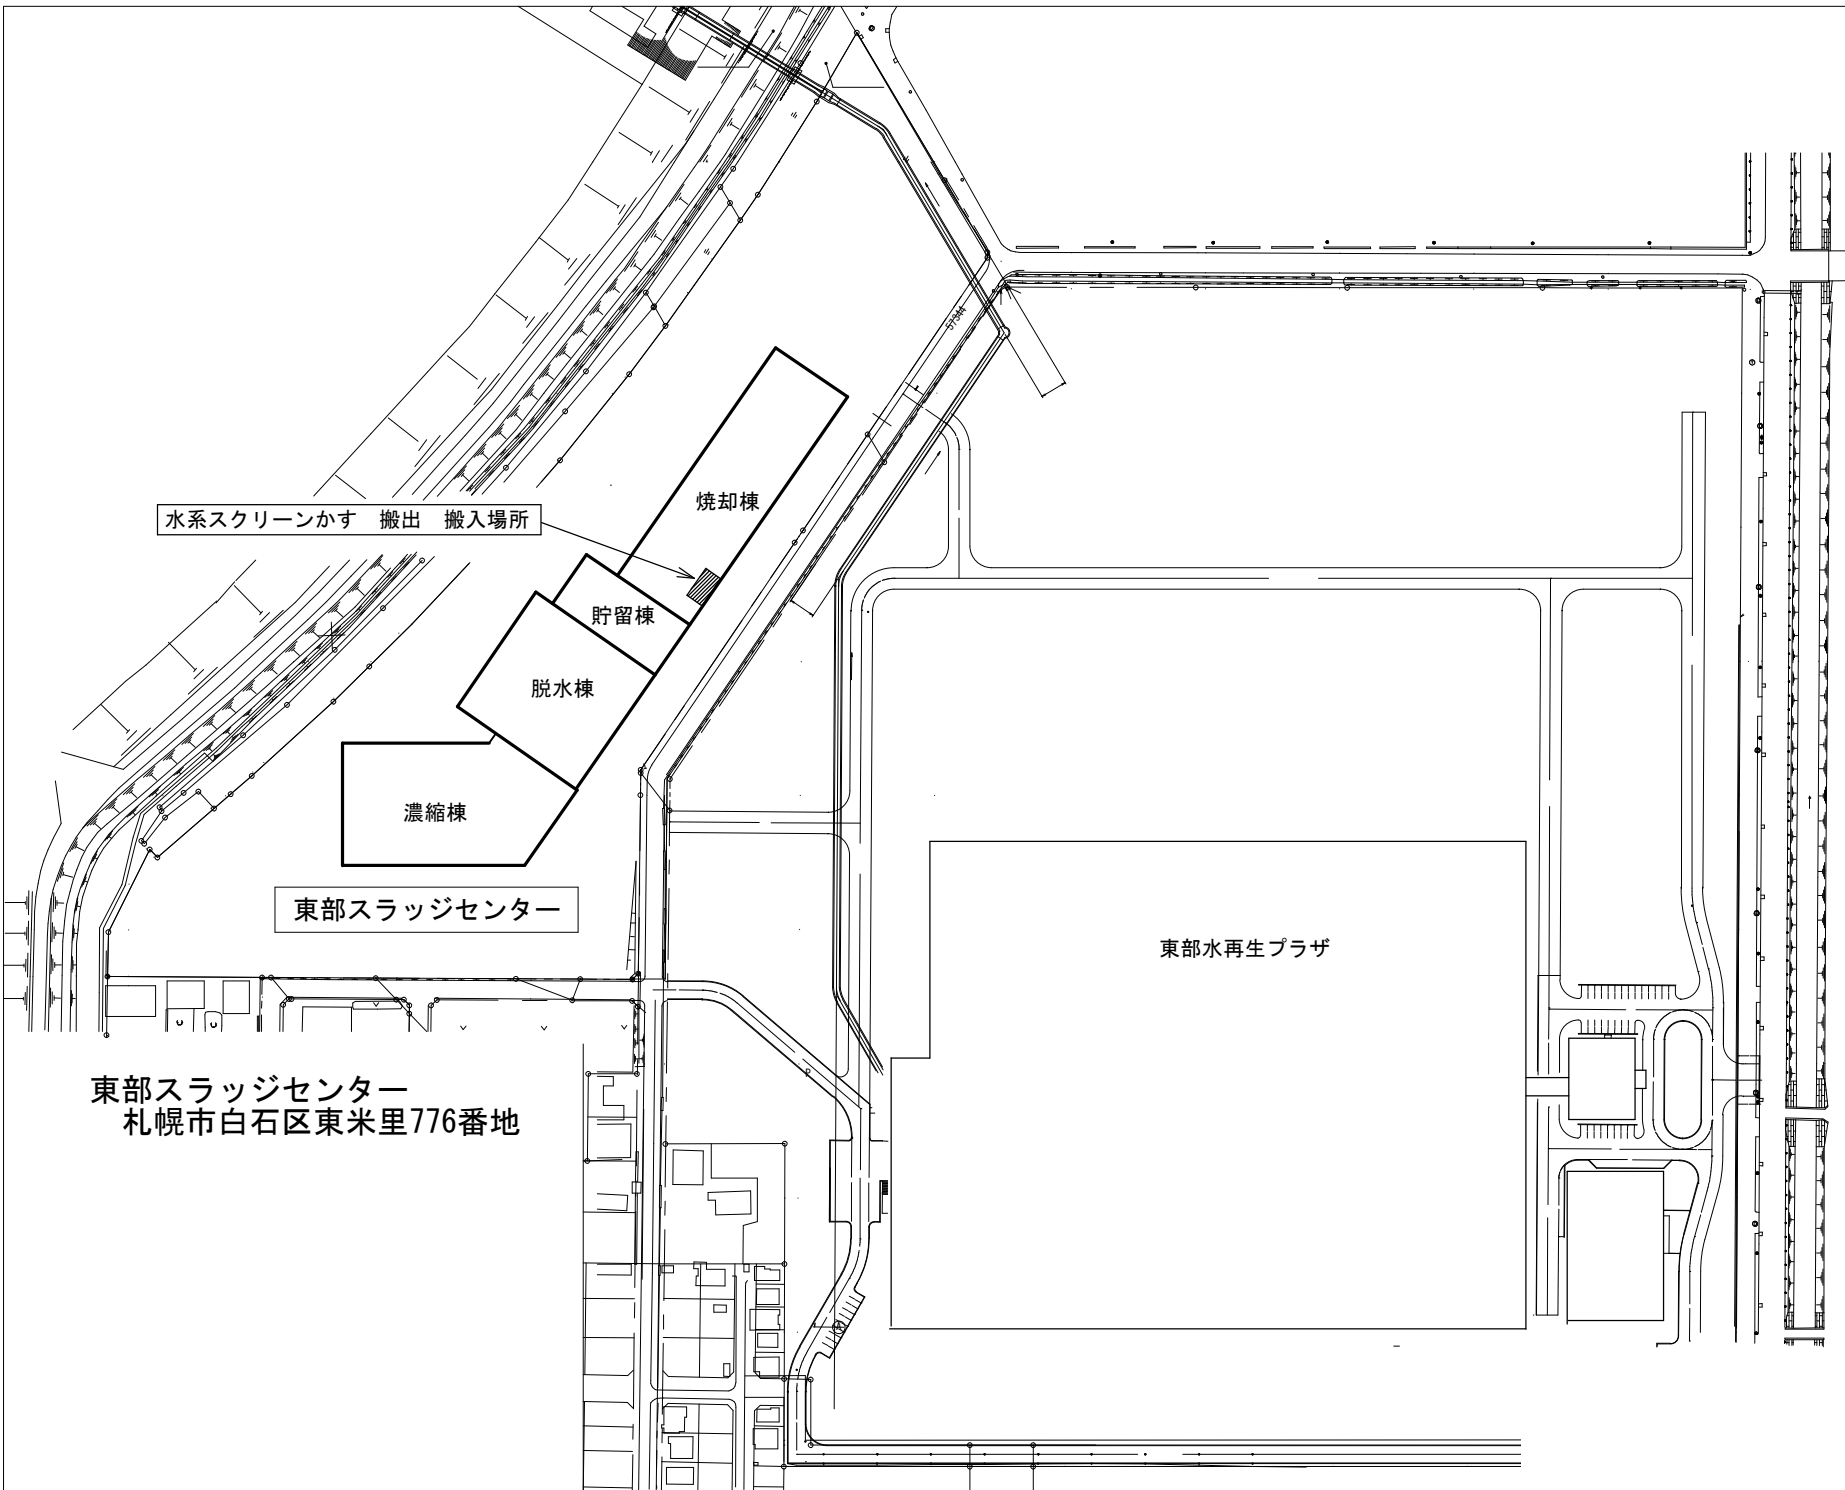 57344
焼却棟
水系スクリーンかす　搬出　搬入場所
貯留棟
脱水棟
濃縮棟
東部スラッジセンター
東部水再生プラザ
東部スラッジセンター
札幌市白石区東米里776番地